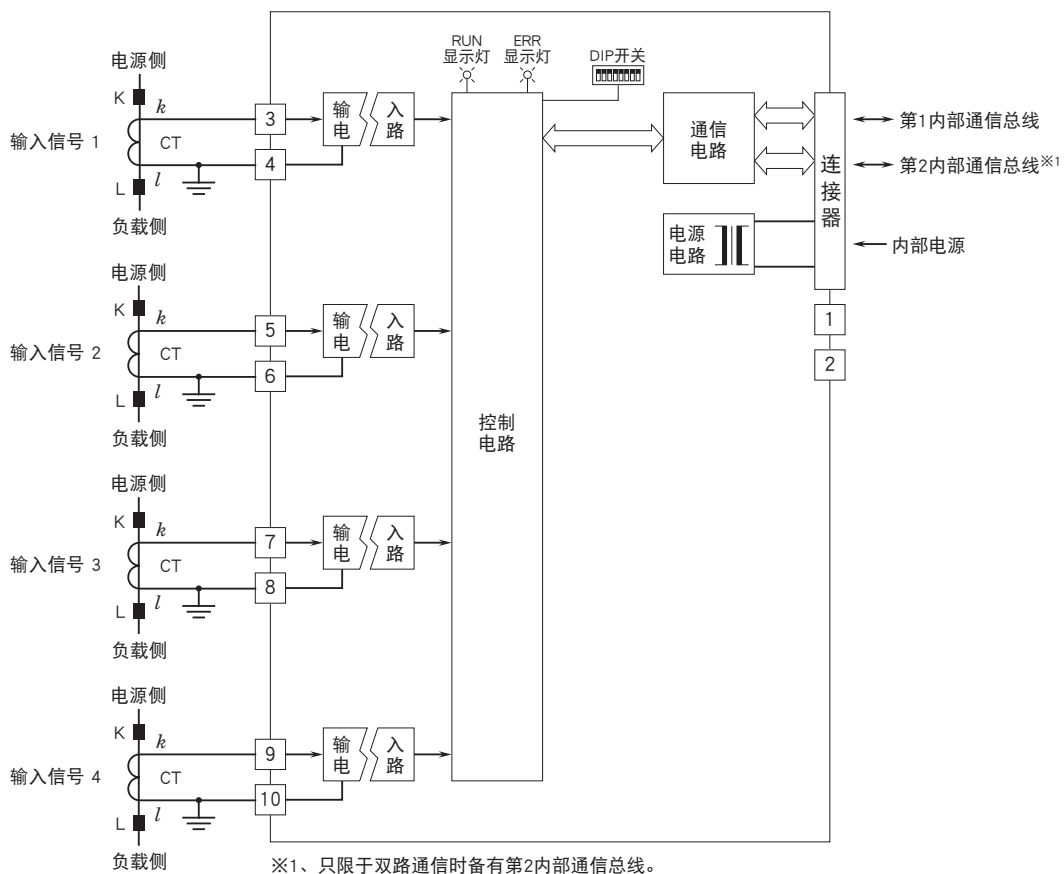 RUN
显示灯
ERR
显示灯
DIP开关
电源侧
K
k
输入信号 1
CT
3
4
L
l
负载侧
输 入
电 路
通信
电路
连接器
第1内部通信总线
第2内部通信总线※1
电源
电路
内部电源
1
2
控制
电路
电源侧
K
k
输入信号 2
CT
5
6
L
l
负载侧
输 入
电 路
电源侧
K
k
输入信号 3
CT
7
8
L
l
负载侧
输 入
电 路
电源侧
K
k
输入信号 4
CT
9
10
L
l
负载侧
输 入
电 路
※1、只限于双路通信时备有第2内部通信总线。